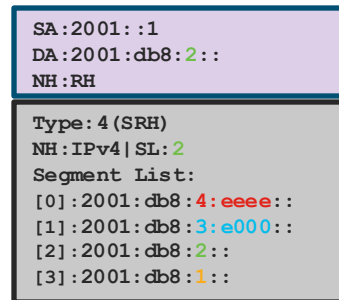 SA:2001::1
DA:2001:db8:2::
NH:RH
Type:4(SRH)
NH:IPv4|SL:2
Segment List:
[0]:2001:db8:4:eeee::
[1]:2001:db8:3:e000::
[2]:2001:db8:2::
[3]:2001:db8:1::